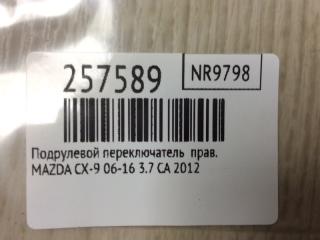 257589 NR9798
Подрулевой переключатель прав.
MAZDA CX-9 06-16 3.7 CA 2012